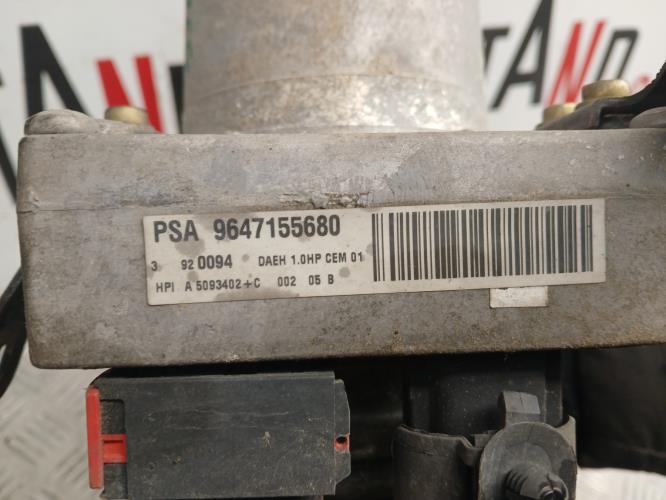 PSA 9647155680
3 92 0094 DAEH 1.0HP CEM 01
HPI A 5093402+C 002 05 B